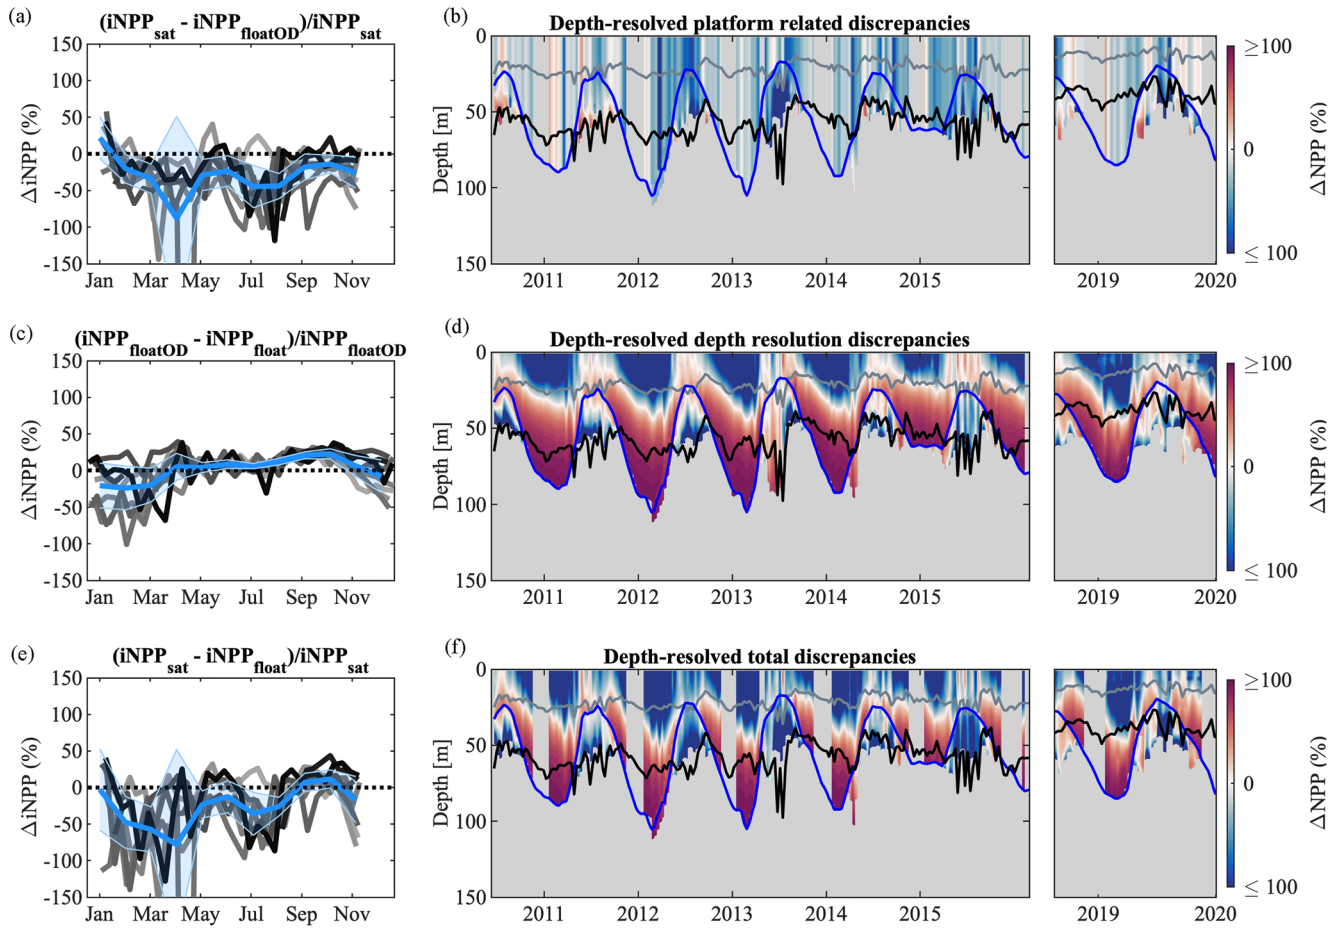 (a)
(iNPPsat - iNPPfloatOD)/iNPPsat
150
100
50
0
-50
-100
-150
ΔiNPP (%)
Jan Mar May Jul Sep Nov
(b)
Depth-resolved platform related discrepancies
0
50
100
150
Depth [m]
2011 2012 2013 2014 2015
2019 2020
≥100
0
≤ 100
ΔNPP (%)
(c)
(iNPPfloatOD - iNPPfloat)/iNPPfloatOD
150
100
50
0
-50
-100
-150
ΔiNPP (%)
Jan Mar May Jul Sep Nov
(d)
Depth-resolved depth resolution discrepancies
0
50
100
150
Depth [m]
2011 2012 2013 2014 2015
2019 2020
≥100
0
≤ 100
ΔNPP (%)
(e)
(iNPPsat - iNPPfloat)/iNPPsat
150
100
50
0
-50
-100
-150
ΔiNPP (%)
Jan Mar May Jul Sep Nov
(f)
Depth-resolved total discrepancies
0
50
100
150
Depth [m]
2011 2012 2013 2014 2015
2019 2020
≥100
0
≤ 100
ΔNPP (%)